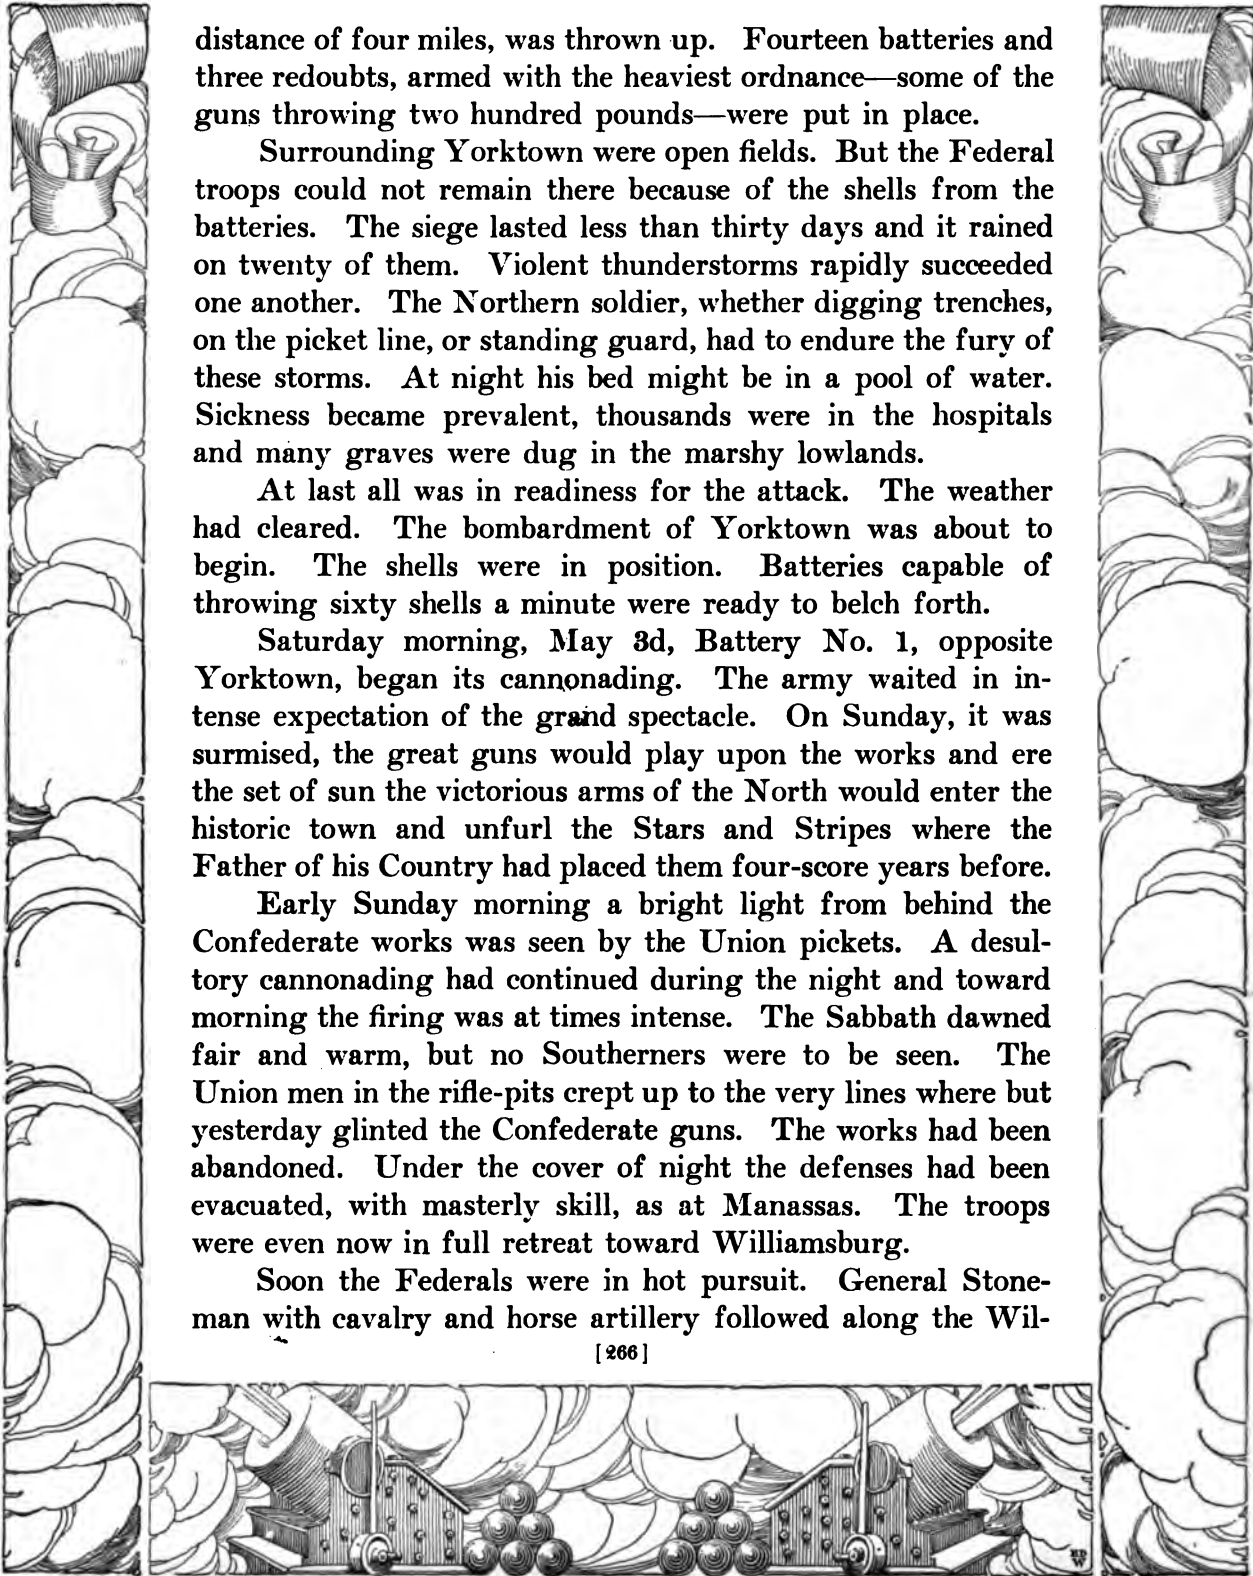 distance of four miles, was thrown up. Fourteen batteries and
three redoubts, armed with the heaviest ordnance—some of the
guns throwing two hundred pounds—were put in place.
Surrounding Yorktown were open fields. But the Federal
troops could not remain there because of the shells from the
batteries. The siege lasted less than thirty days and it rained
on twenty of them. Violent thunderstorms rapidly succeeded
one another. The Northern soldier, whether digging trenches,
on the picket line, or standing guard, had to endure the fury of
these storms. At night his bed might be in a pool of water.
Sickness became prevalent, thousands were in the hospitals
and many graves were dug in the marshy lowlands.
At last all was in readiness for the attack. The weather
had cleared. The bombardment of Yorktown was about to
begin. The shells were in position. Batteries capable of
throwing sixty shells a minute were ready to belch forth.
Saturday morning, May 3d, Battery No. 1, opposite
Yorktown, began its cannonading. The army waited in in-
tense expectation of the grand spectacle. On Sunday, it was
surmised, the great guns would play upon the works and ere
the set of sun the victorious arms of the North would enter the
historic town and unfurl the Stars and Stripes where the
Father of his Country had placed them four-score years before.
Early Sunday morning a bright light from behind the
Confederate works was seen by the Union pickets. A desul-
tory cannonading had continued during the night and toward
morning the firing was at times intense. The Sabbath dawned
fair and warm, but no Southerners were to be seen. The
Union men in the rifle-pits crept up to the very lines where but
yesterday glinted the Confederate guns. The works had been
abandoned. Under the cover of night the defenses had been
evacuated, with masterly skill, as at Manassas. The troops
were even now in full retreat toward Williamsburg.
Soon the Federals were in hot pursuit. General Stone-
man with cavalry and horse artillery followed along the Wil-
[266]